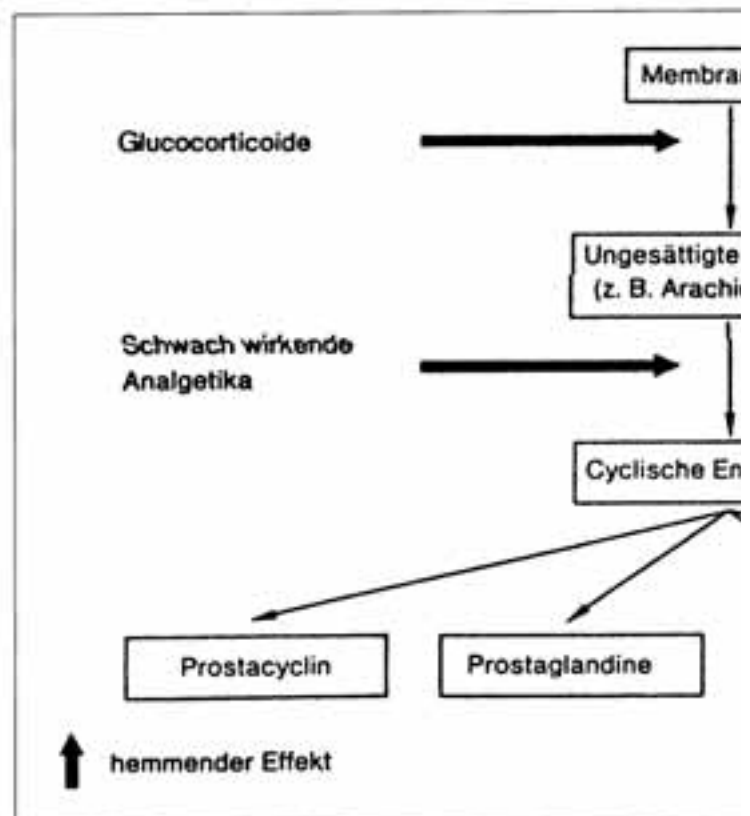 Membra
Glucocorticoide
Ungesättigte
(z. B. Arachi
Schwach wirkende
Analgetika
Cyclische En
Prostacyclin
Prostaglandine
hemmender Effekt